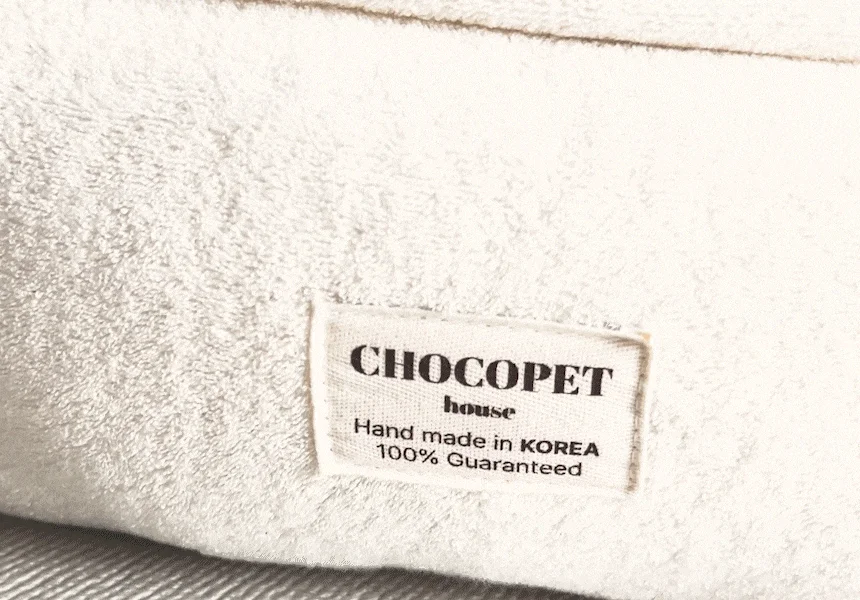 CHOCOPET
house
Hand made in KOREA
100% Guaranteed